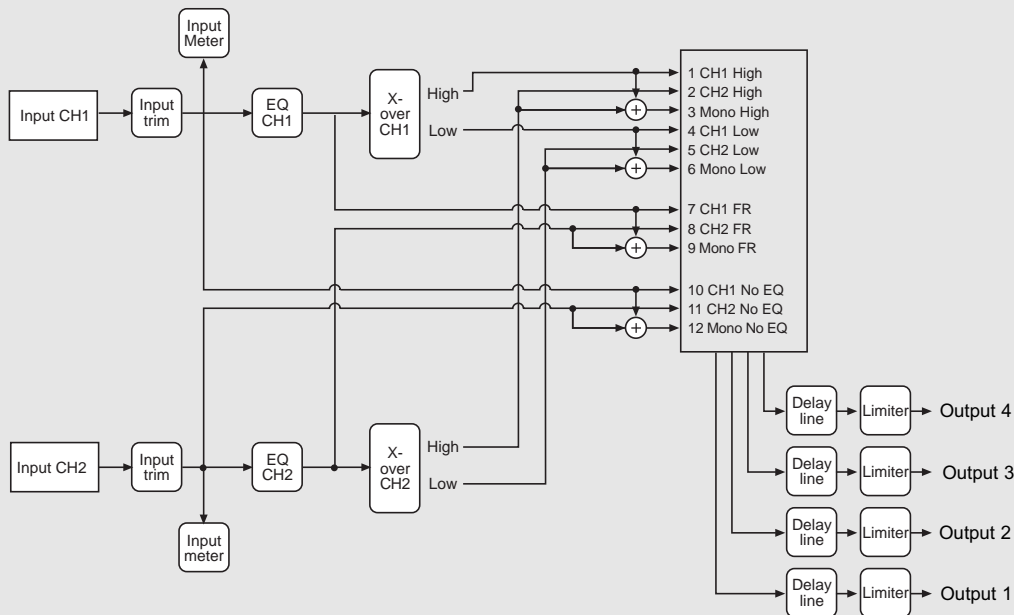 Input
Meter
Input CH1
Input
trim
EQ
CH1
X-
over
CH1
High
Low
1 CH1 High
2 CH2 High
3 Mono High
4 CH1 Low
5 CH2 Low
6 Mono Low
7 CH1 FR
8 CH2 FR
9 Mono FR
10 CH1 No EQ
11 CH2 No EQ
12 Mono No EQ
+
+
+
+
Input CH2
Input
trim
EQ
CH2
X-
over
CH2
High
Low
Input
meter
Delay
line
Limiter
Output 4
Delay
line
Limiter
Output 3
Delay
line
Limiter
Output 2
Delay
line
Limiter
Output 1